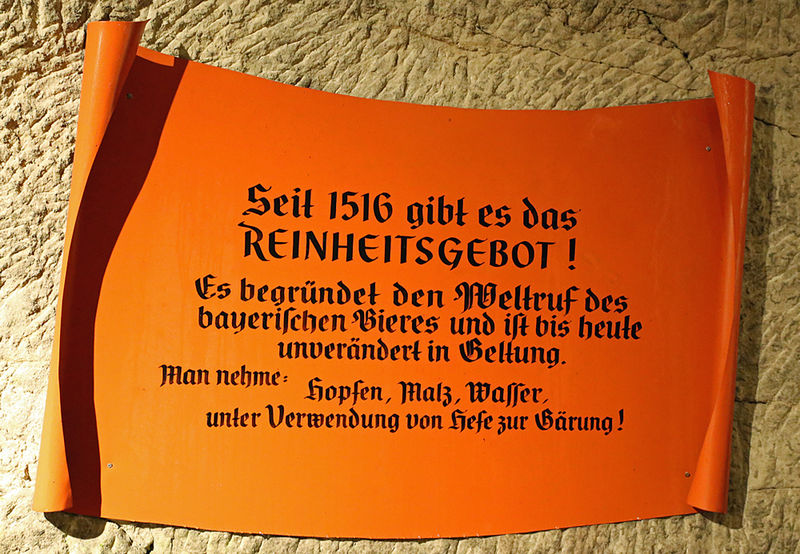 Seit 1516 gibt es das
REINHEITSGEBOT!
Es begründet den Weltruf des
bayeriſchen Bieres und iſt bis heute
unverändert in Geltung.
Man nehme:
Hopfen, Malz, Waſſer,
unter Verwendung von Hefe zur Gärung!